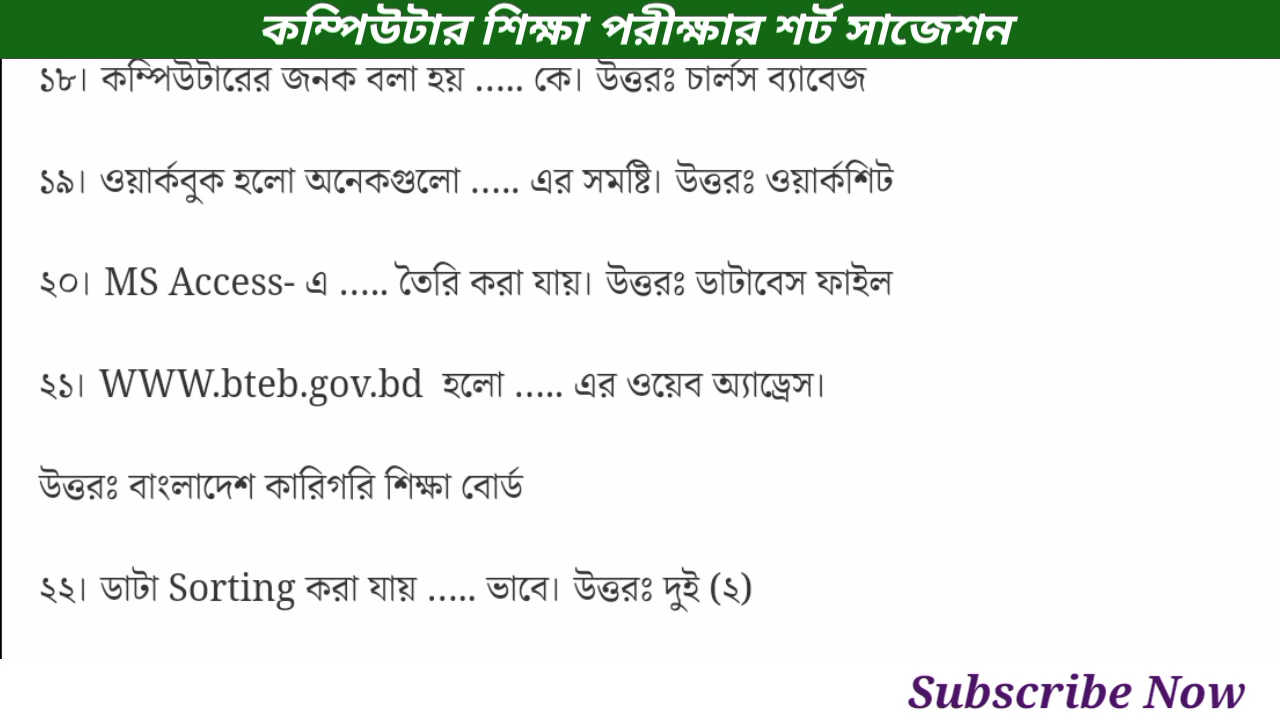 কম্পিউটার শিক্ষা পরীক্ষার শর্ট সাজেশন
১৮। কম্পিউটারের জনক বলা হয় ..... কে। উত্তরঃ চার্লস ব্যাবেজ
১৯। ওয়ার্কবুক হলো অনেকগুলো ..... এর সমষ্টি। উত্তরঃ ওয়ার্কশিট
২০। MS Access- এ ..... তৈরি করা যায়। উত্তরঃ ডাটাবেস ফাইল
২১। WWW.bteb.gov.bd হলো ..... এর ওয়েব অ্যাড্রেস।
উত্তরঃ বাংলাদেশ কারিগরি শিক্ষা বোর্ড
২২। ডাটা Sorting করা যায় ..... ভাবে। উত্তরঃ দুই (২)
Subscribe Now